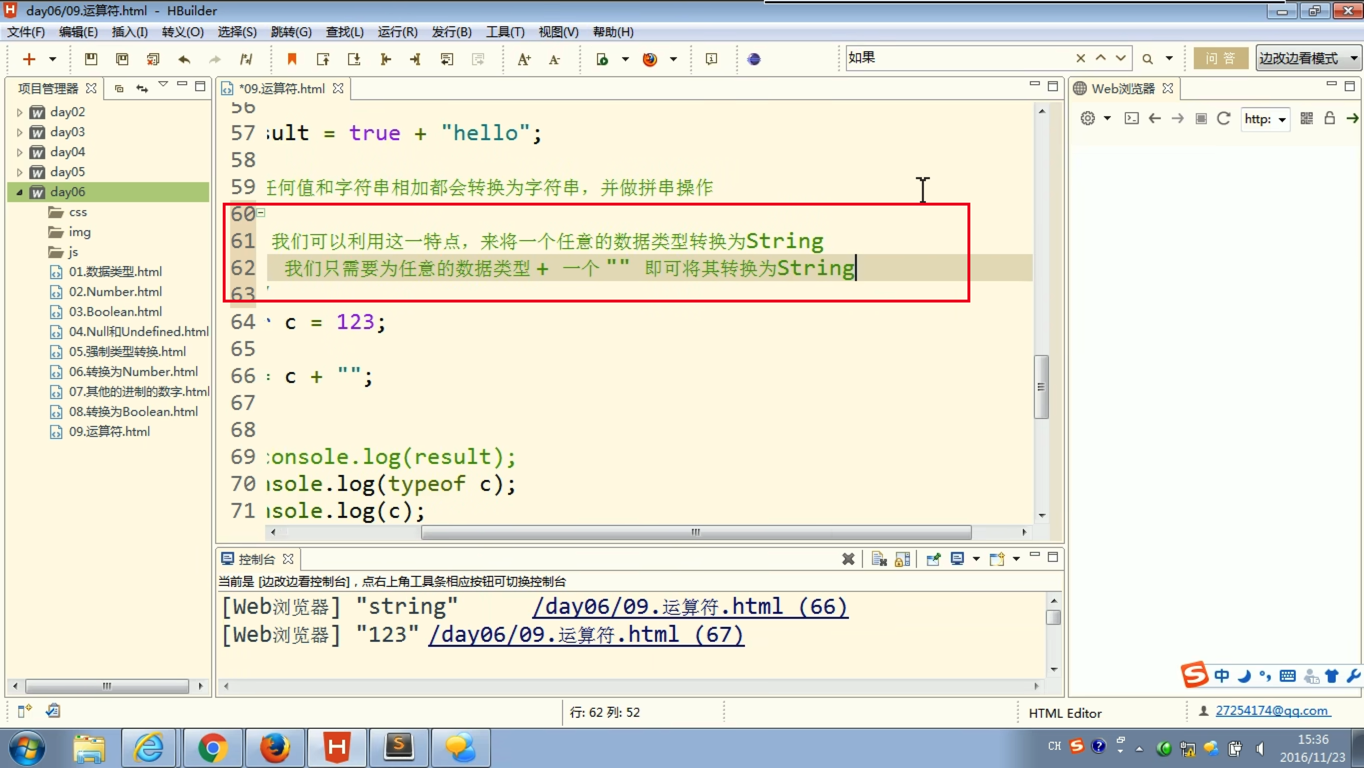 day06/09.运算符.html - HBuilder
文件(F) 编辑(E) 插入(I) 转义(O) 选择(S) 跳转(G) 查找(L) 运行(R) 发行(B) 工具(T) 视图(V) 帮助(H)
如果
问 答
边改边看模式
项目管理器
*09.运算符.html
Web浏览器
http:
day02
day03
day04
day05
day06
css
img
js
01.数据类型.html
02.Number.html
03.Boolean.html
04.Null和Undefined.html
05.强制类型转换.html
06.转换为Number.html
07.其他的进制的数字.html
08.转换为Boolean.html
09.运算符.html
56
57 sult = true + "hello";
58
59 任何值和字符串相加都会转换为字符串，并做拼串操作
60
61 我们可以利用这一特点，来将一个任意的数据类型转换为String
62 我们只需要为任意的数据类型 + 一个 "" 即可将其转换为String
63 /
64 c = 123;
65
66 = c + "";
67
68
69 console.log(result);
70 nsole.log(typeof c);
71 nsole.log(c);
控制台
当前是 [边改边看控制台]，点右上角工具条相应按钮可切换控制台
[Web浏览器] "string" /day06/09.运算符.html (66)
[Web浏览器] "123" /day06/09.运算符.html (67)
中
行: 62 列: 52
HTML Editor
27254174@qq.com
CH
15:36
2016/11/23